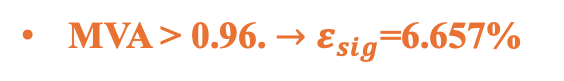 • MVA > 0.96. → ε_sig=6.657%